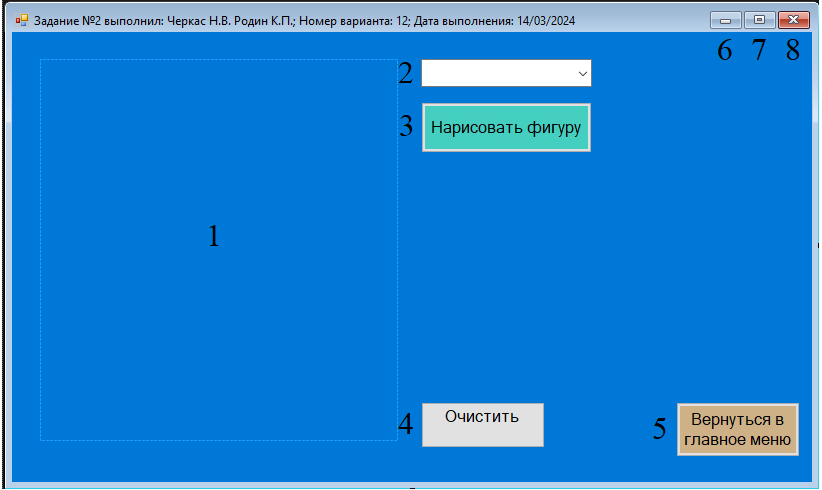 Задание №2 выполнил: Черкас Н.В. Родин К.П.; Номер варианта: 12; Дата выполнения: 14/03/2024
6 7 8
2
3 Нарисовать фигуру
1
4 Очистить
5 Вернуться в
главное меню